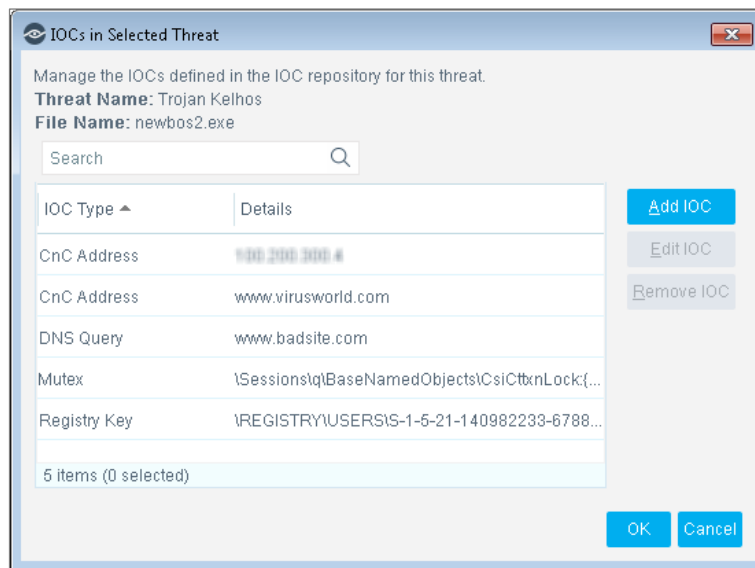 IOCs in Selected Threat
Manage the IOCs defined in the IOC repository for this threat.
Threat Name: Trojan Kelhos
File Name: newbos2.exe
Search
IOC Type Details
Add IOC
CnC Address
Edit IOC
CnC Address www.virusworld.com
Remove IOC
DNS Query www.badsite.com
Mutex \Sessions\q\BaseNamedObjects\CsiCttxnLock:{...
Registry Key \REGISTRY\USERS\S-1-5-21-140982233-6788...
5 items (0 selected)
OK Cancel